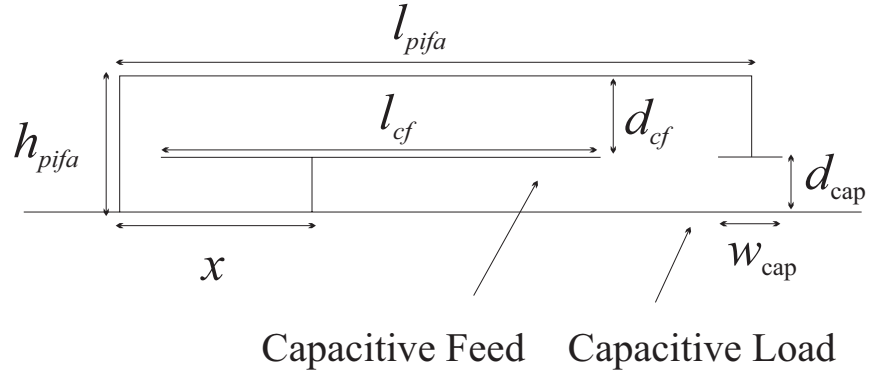 l_pifa
l_cf
d_cf
h_pifa
d_cap
x
w_cap
Capacitive Feed
Capacitive Load